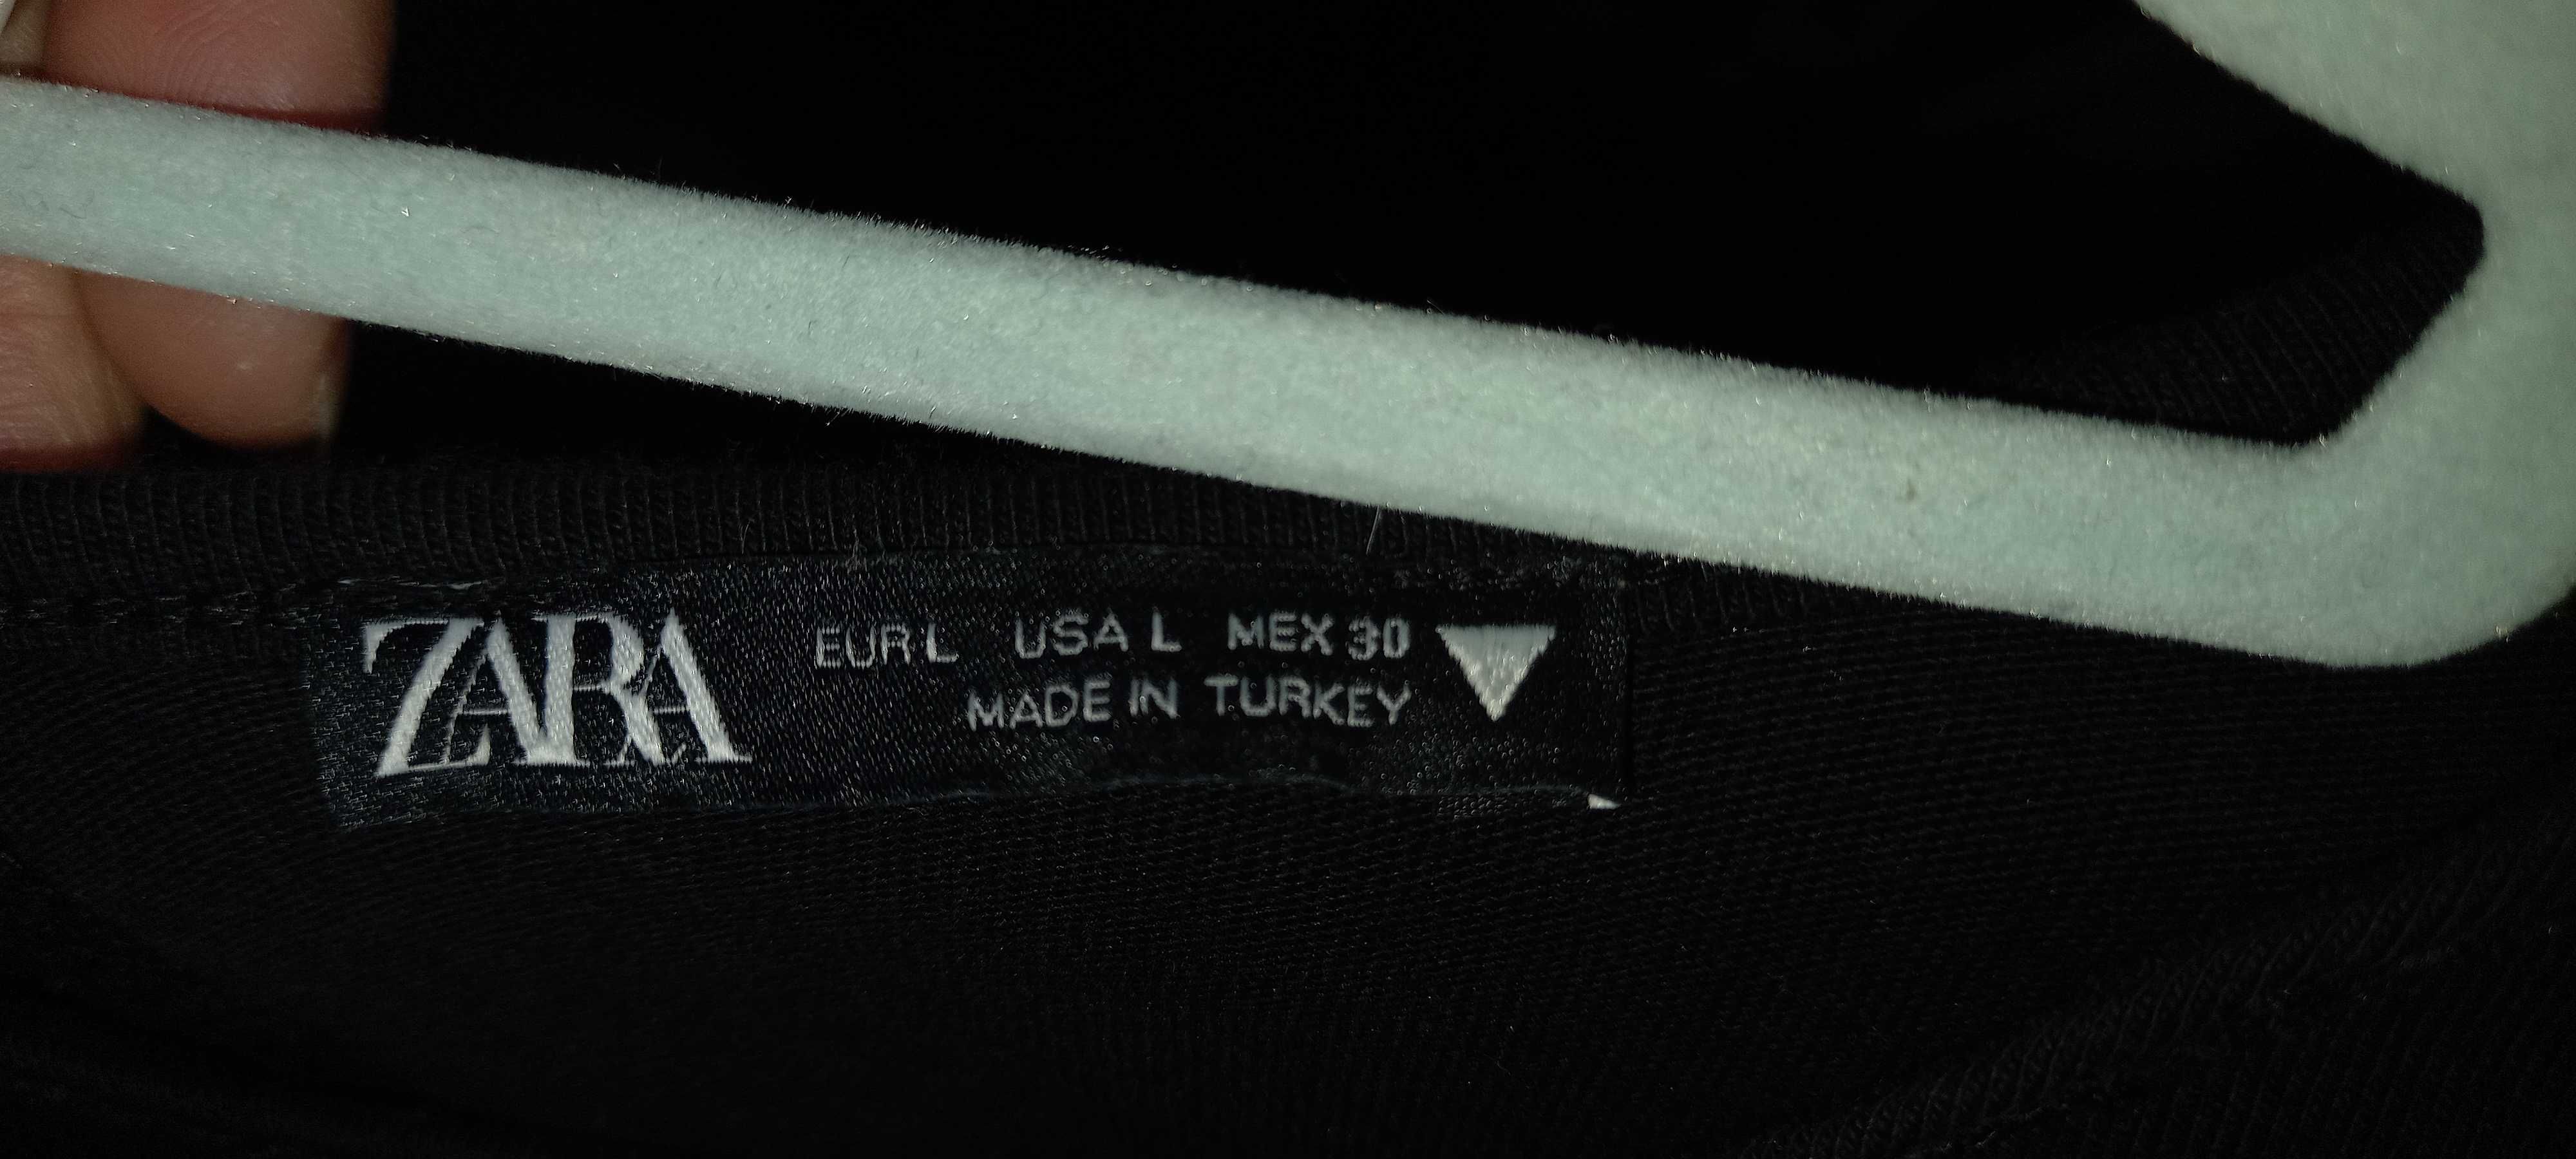 ZARA
EUR L USA L MEX 30
MADE IN TURKEY